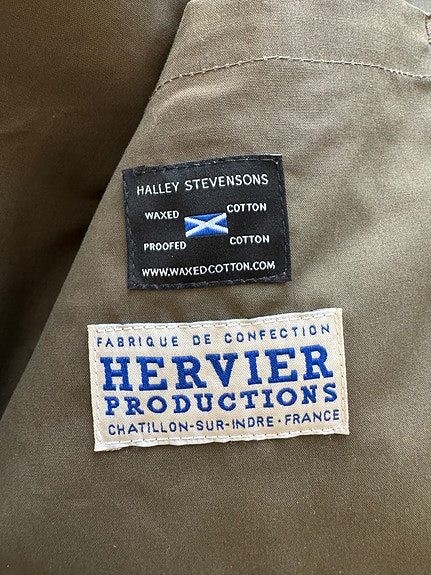 HALLEY STEVENSONS
WAXED COTTON
PROOFED COTTON
WWW.WAXEDCOTTON.COM
FABRIQUE DE CONFECTION
HERVIER
PRODUCTIONS
CHATILLON-SUR-INDRE·FRANCE